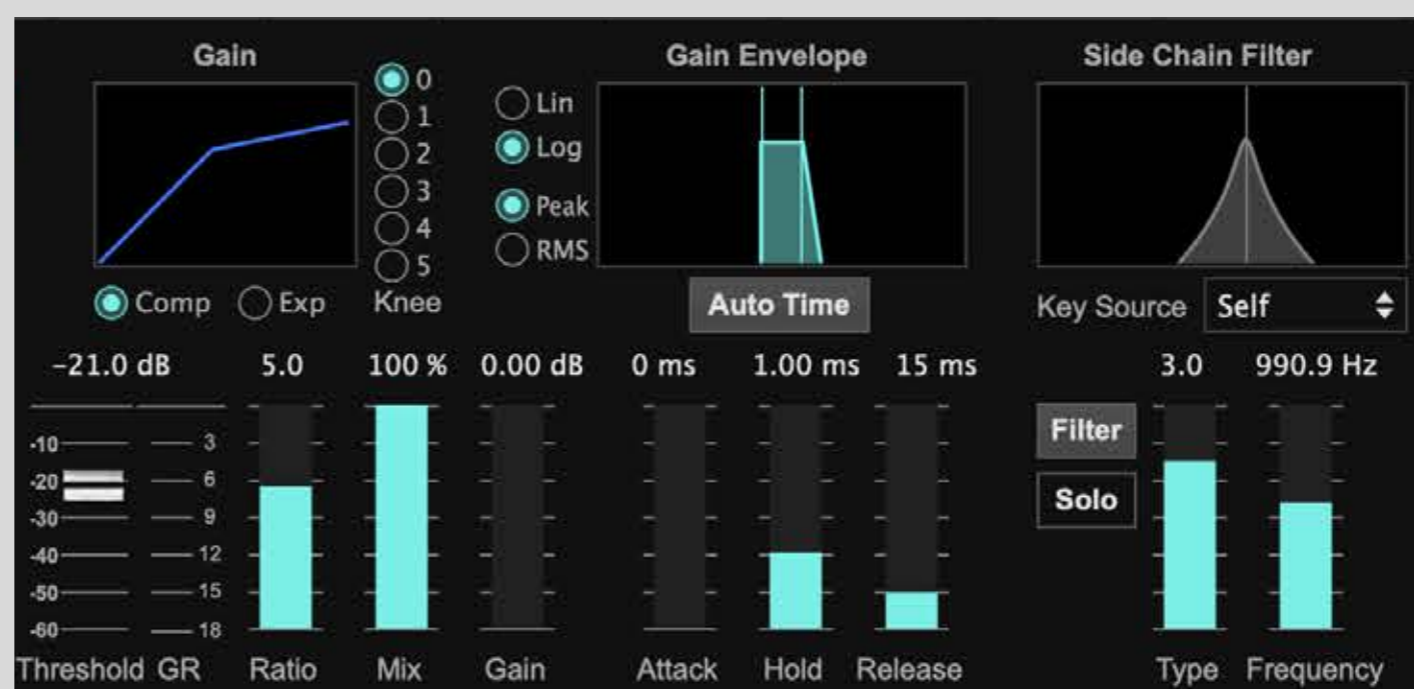 Gain
0
1
2
3
4
5
Knee
Comp Exp
Lin
Log
Peak
RMS
Gain Envelope
Auto Time
Side Chain Filter
Key Source Self
-21.0 dB 5.0 100 % 0.00 dB 0 ms 1.00 ms 15 ms 3.0 990.9 Hz
-10 3
-20 6
-30 9
-40 12
-50 15
-60 18
Filter
Solo
Threshold GR Ratio Mix Gain Attack Hold Release Type Frequency